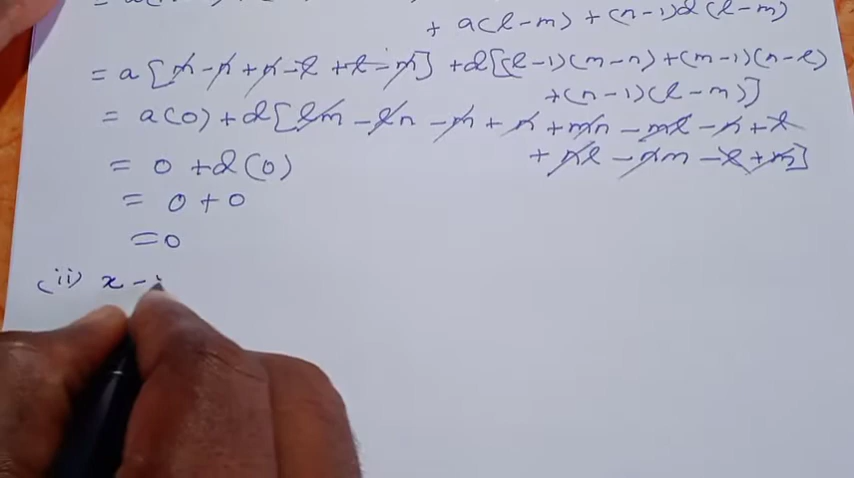 + a(l-m) + (n-1)d(l-m)
= a[m-n+n-l+l-m] + d[(l-1)(m-n) + (m-1)(n-l)
+ (n-1)(l-m)]
= a(0) + d[lm - ln - m + n + mn - ml - n + l
+ nl - nm - l + m]
= 0 + d(0)
= 0 + 0
= 0
(ii) x -